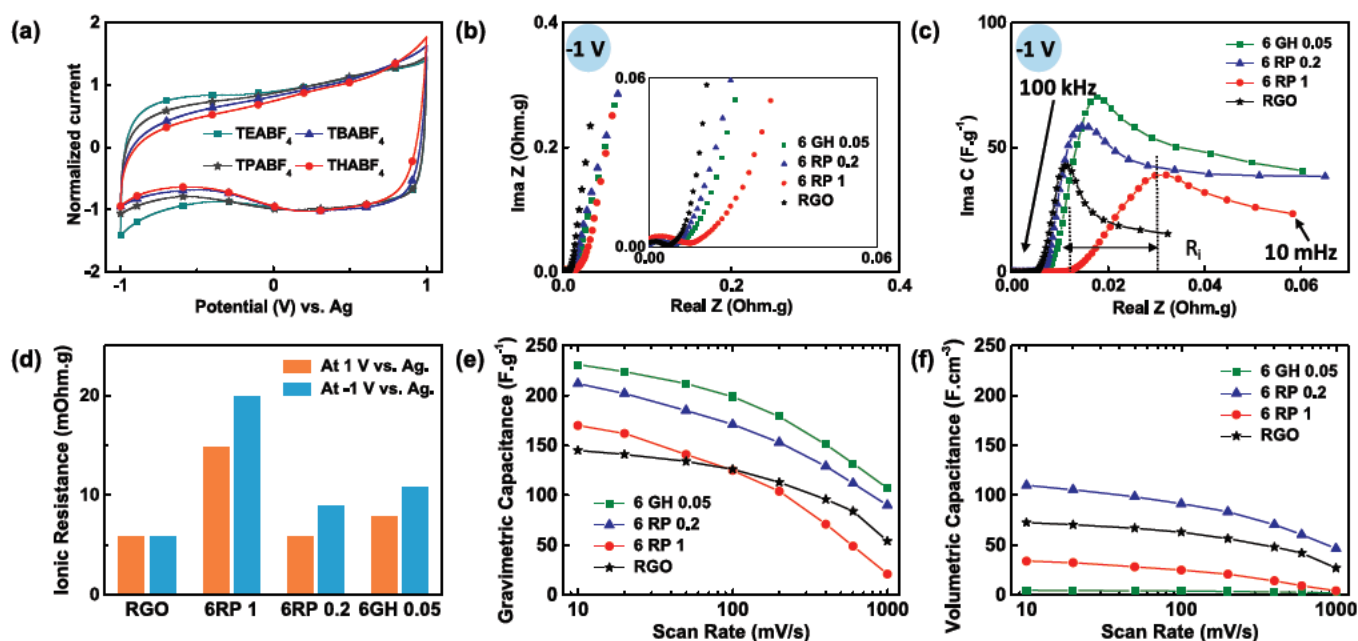 (a)
Normalized current
2
1
0
-1
-2
TEABF4
TBABF4
TPABF4
THABF4
-1
0
1
Potential (V) vs. Ag
(b)
-1 V
Ima Z (Ohm.g)
0.4
0.2
0.0
0.06
0.00
0.00
0.06
6 GH 0.05
6 RP 0.2
6 RP 1
RGO
0.0
0.2
0.4
Real Z (Ohm.g)
(c)
-1 V
Ima C (F.g-1)
100
50
0
100 kHz
6 GH 0.05
6 RP 0.2
6 RP 1
RGO
Ri
10 mHz
0.00
0.02
0.04
0.06
Real Z (Ohm.g)
(d)
Ionic Resistance (mOhm.g)
20
10
0
At 1 V vs. Ag.
At -1 V vs. Ag.
RGO
6RP 1
6RP 0.2
6GH 0.05
(e)
Gravimetric Capacitance (F.g-1)
250
200
150
100
50
0
6 GH 0.05
6 RP 0.2
6 RP 1
RGO
10
100
1000
Scan Rate (mV/s)
(f)
Volumetric Capacitance (F.cm-3)
250
200
150
100
50
0
6 GH 0.05
6 RP 0.2
6 RP 1
RGO
10
100
1000
Scan Rate (mV/s)